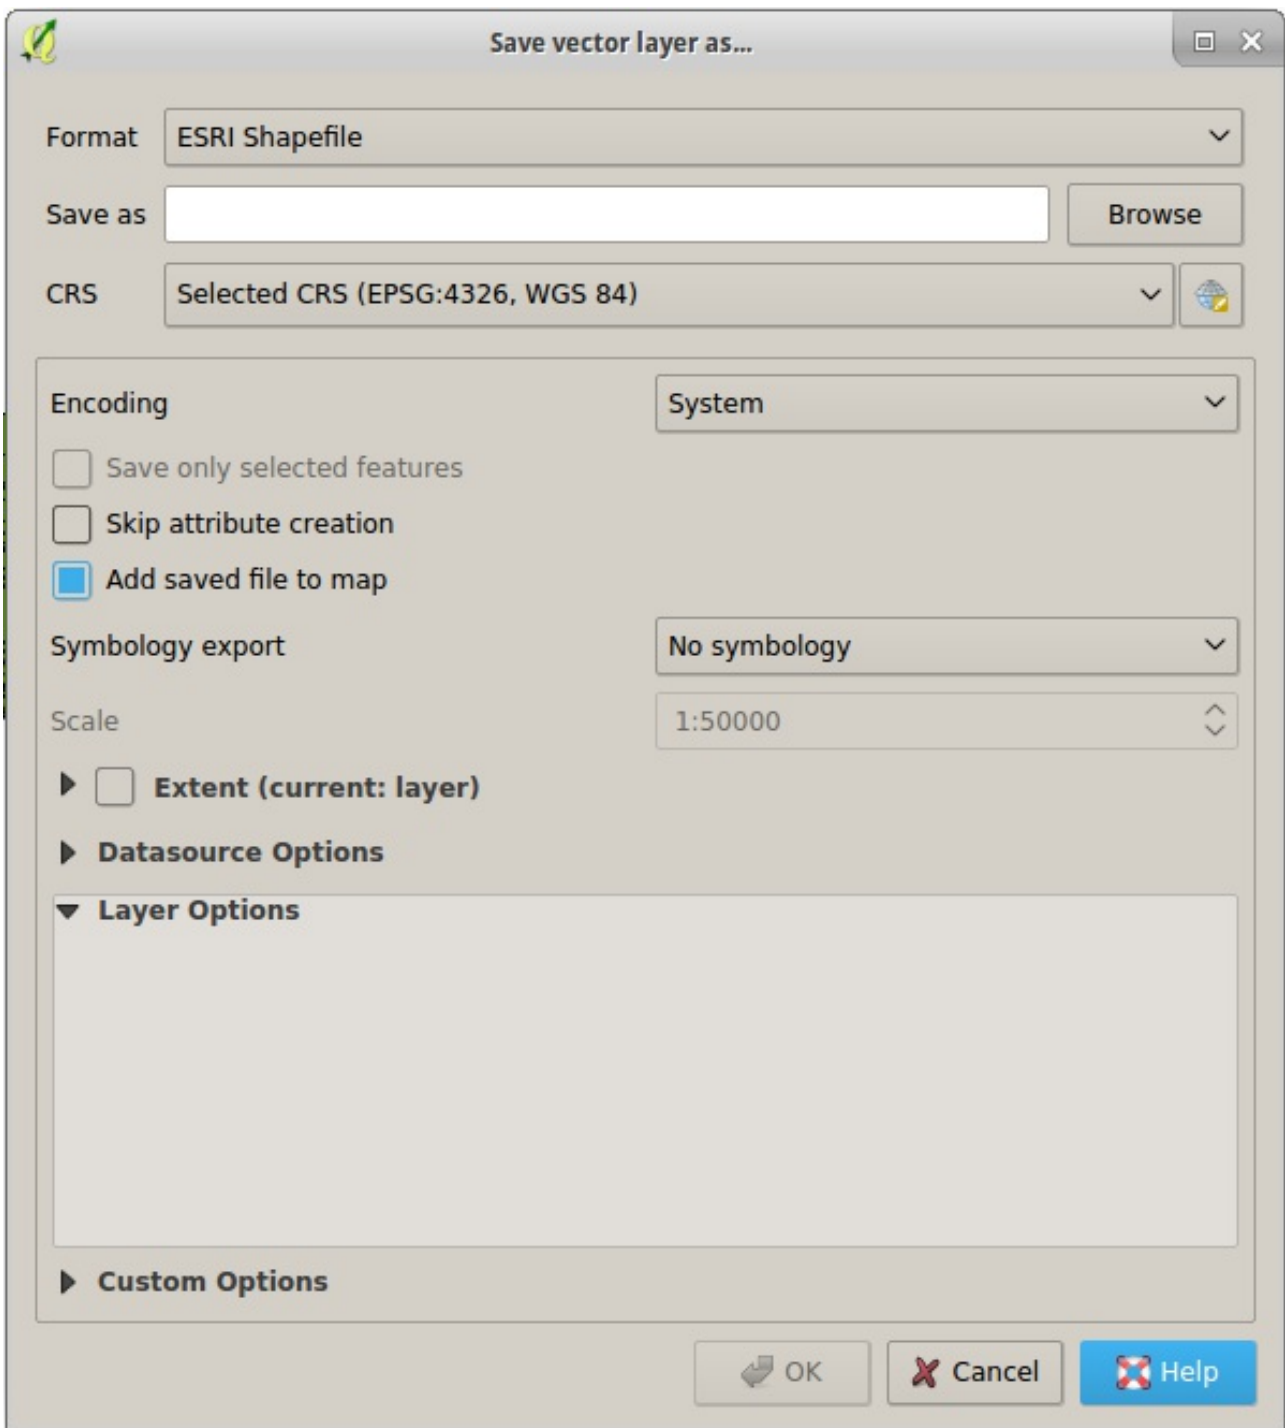 Save vector layer as...
Format ESRI Shapefile
Save as Browse
CRS Selected CRS (EPSG:4326, WGS 84)
Encoding System
Save only selected features
Skip attribute creation
Add saved file to map
Symbology export No symbology
Scale 1:50000
Extent (current: layer)
Datasource Options
Layer Options
Custom Options
OK Cancel Help